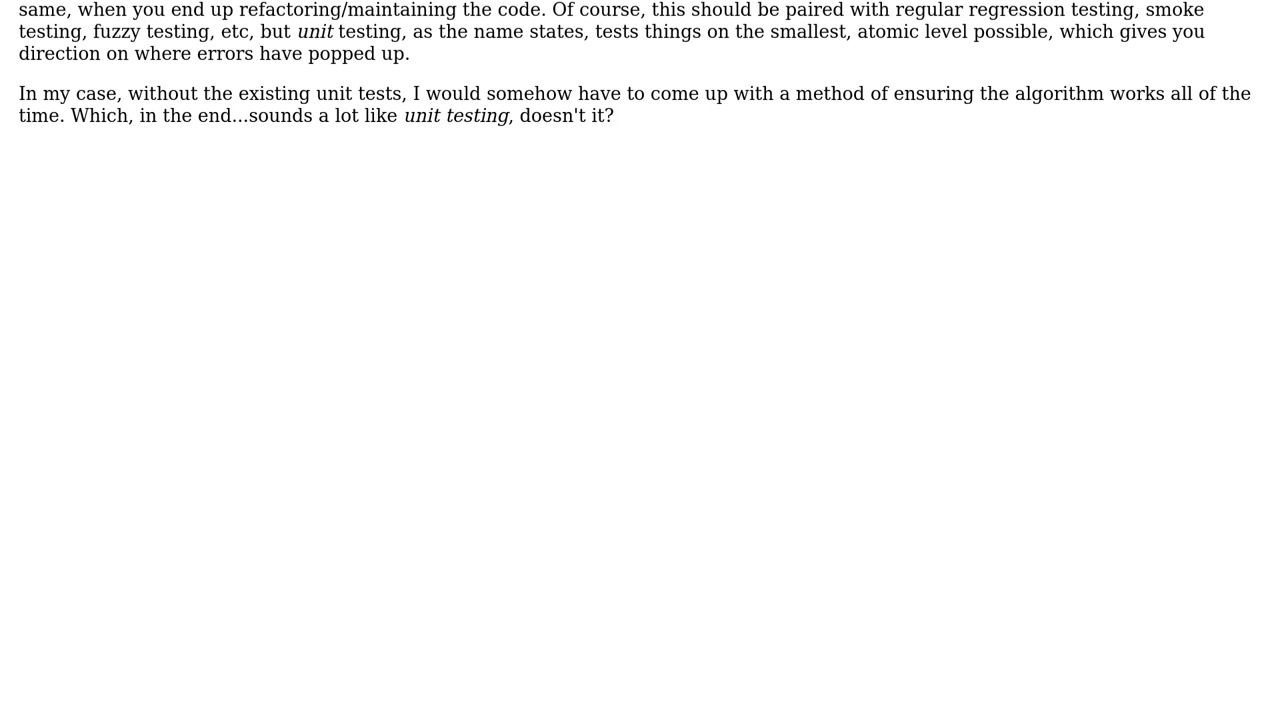 same, when you end up refactoring/maintaining the code. Of course, this should be paired with regular regression testing, smoke
testing, fuzzy testing, etc, but unit testing, as the name states, tests things on the smallest, atomic level possible, which gives you
direction on where errors have popped up.
In my case, without the existing unit tests, I would somehow have to come up with a method of ensuring the algorithm works all of the
time. Which, in the end...sounds a lot like unit testing, doesn't it?